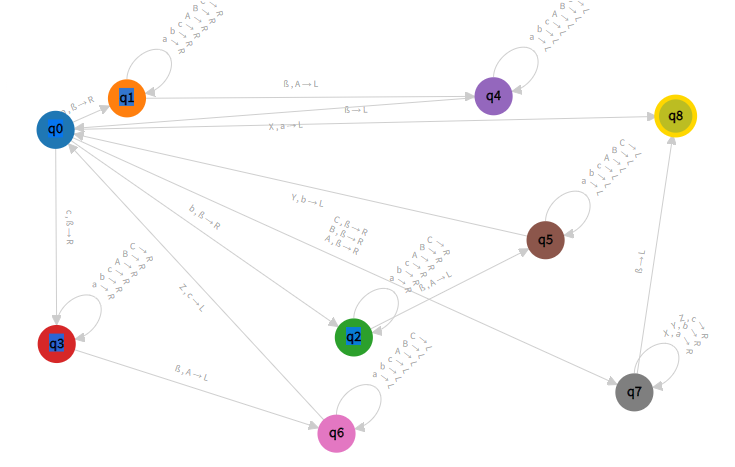 a
b
c
A
B
C
→R
→R
→R
→R
→R
→R
a
b
c
A
B
C
→L
→L
→L
→L
→L
→L
ß,A→L
q4
q1
ß→R
ß→L
q8
q0
X,a→L
a
b
c
A
B
C
→L
→L
→L
→L
→L
→L
Y,b→L
b,ß→R
c,ß→R
C,ß→R
B,ß→R
A,ß→R
q5
a
b
c
A
B
C
→R
→R
→R
→R
→R
→R
a
b
c
A
B
C
→R
→R
→R
→R
→R
→R
ß,A→L
Z,c→L
Z,c→R
Y,b→R
X,a→R
q2
q3
a
b
c
A
B
C
→L
→L
→L
→L
→L
→L
ß,A→L
q7
q6